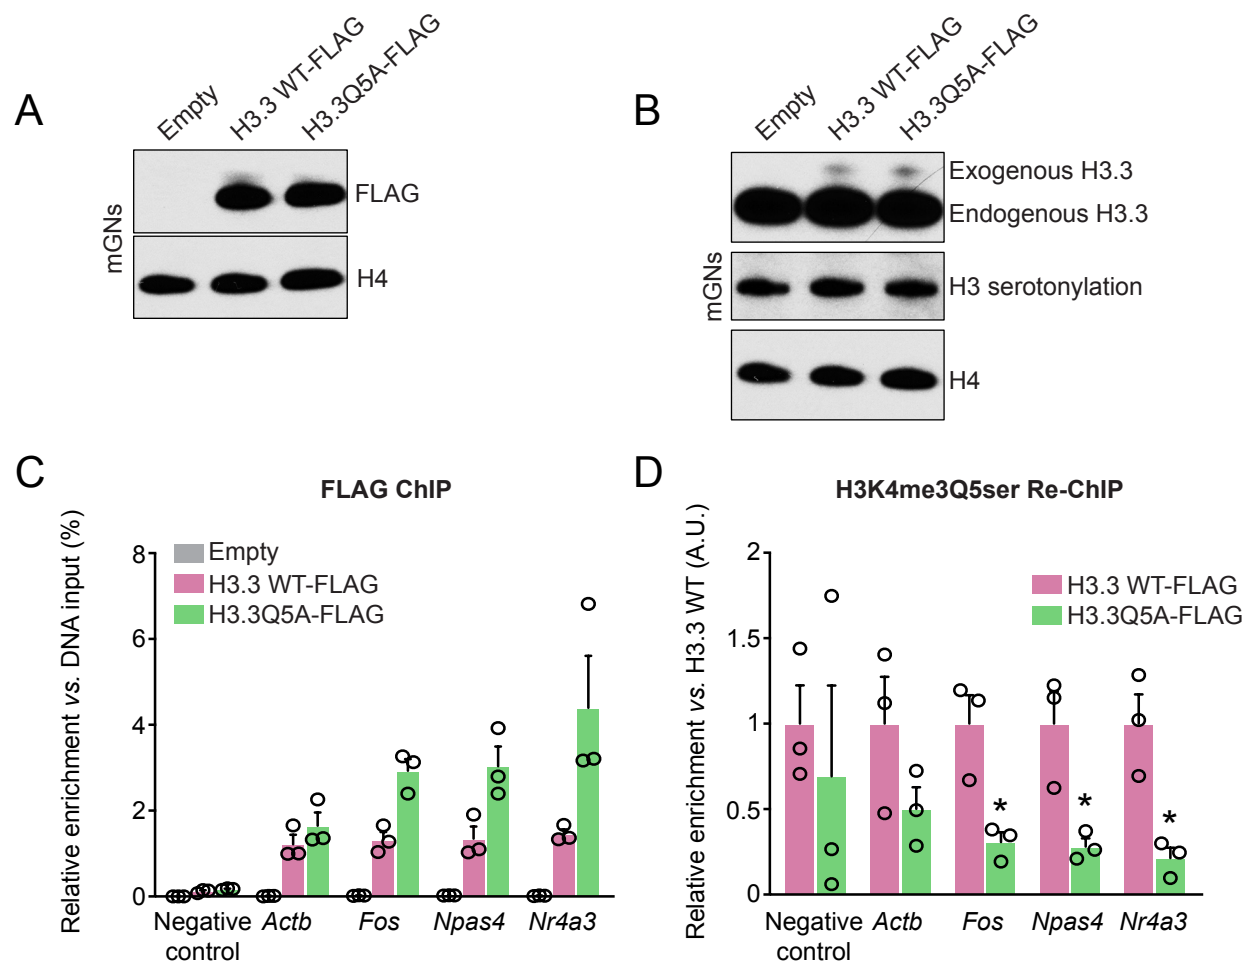 A
Empty
H3.3 WT-FLAG
H3.3Q5A-FLAG
mGNs
FLAG
H4
B
Empty
H3.3 WT-FLAG
H3.3Q5A-FLAG
mGNs
Exogenous H3.3
Endogenous H3.3
H3 serotonylation
H4
C
FLAG ChIP
Relative enrichment vs. DNA input (%)
Empty
H3.3 WT-FLAG
H3.3Q5A-FLAG
8
6
4
2
0
Negative
control
Actb
Fos
Npas4
Nr4a3
D
H3K4me3Q5ser Re-ChIP
Relative enrichment vs. H3.3 WT (A.U.)
H3.3 WT-FLAG
H3.3Q5A-FLAG
2
1.5
1
0.5
0
*
*
*
Negative
control
Actb
Fos
Npas4
Nr4a3